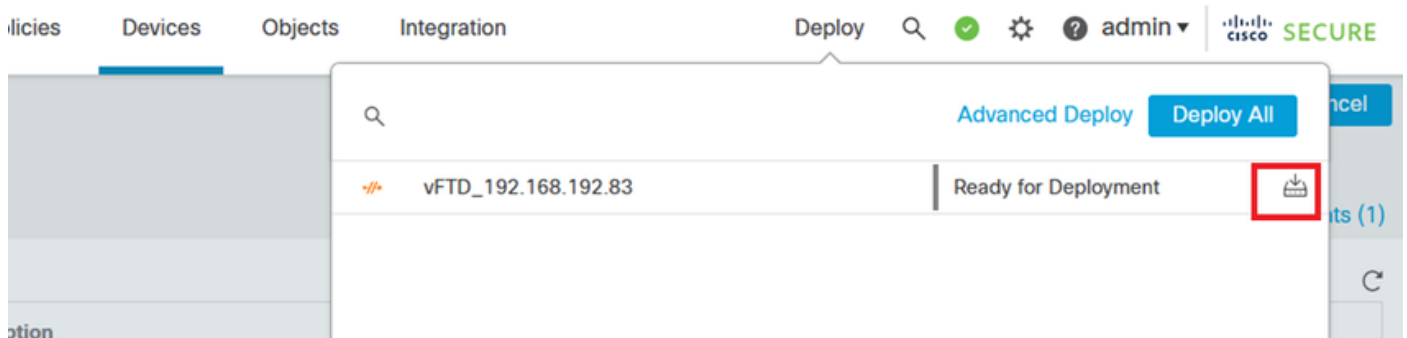 licies Devices Objects Integration Deploy admin cisco SECURE
Advanced Deploy Deploy All ncel
vFTD_192.168.192.83 Ready for Deployment
nts (1)
ption